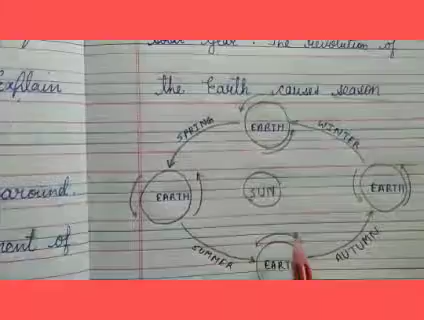 solar year. The revolution of
Explain
the Earth causes season
SPRING
EARTH
WINTER
around.
EARTH
SUN
EARTH
ment of
SUMMER
EARTH
AUTUMN